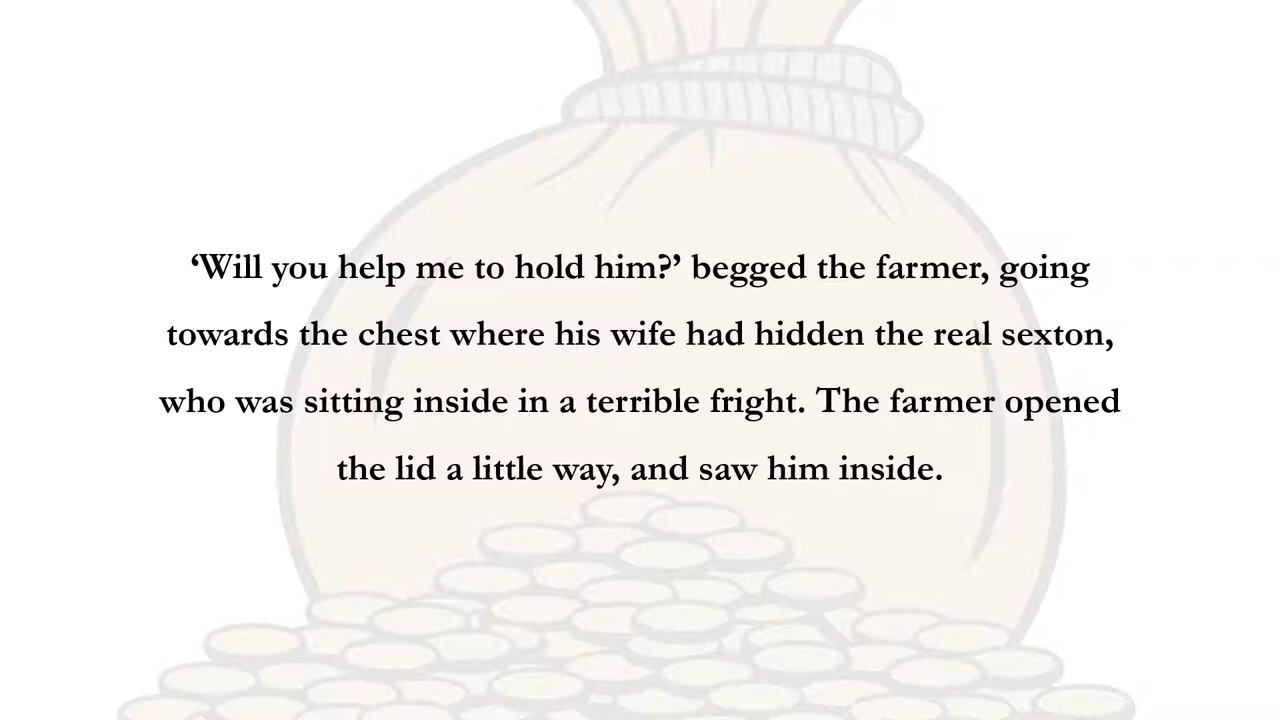 ‘Will you help me to hold him?’ begged the farmer, going
towards the chest where his wife had hidden the real sexton,
who was sitting inside in a terrible fright. The farmer opened
the lid a little way, and saw him inside.